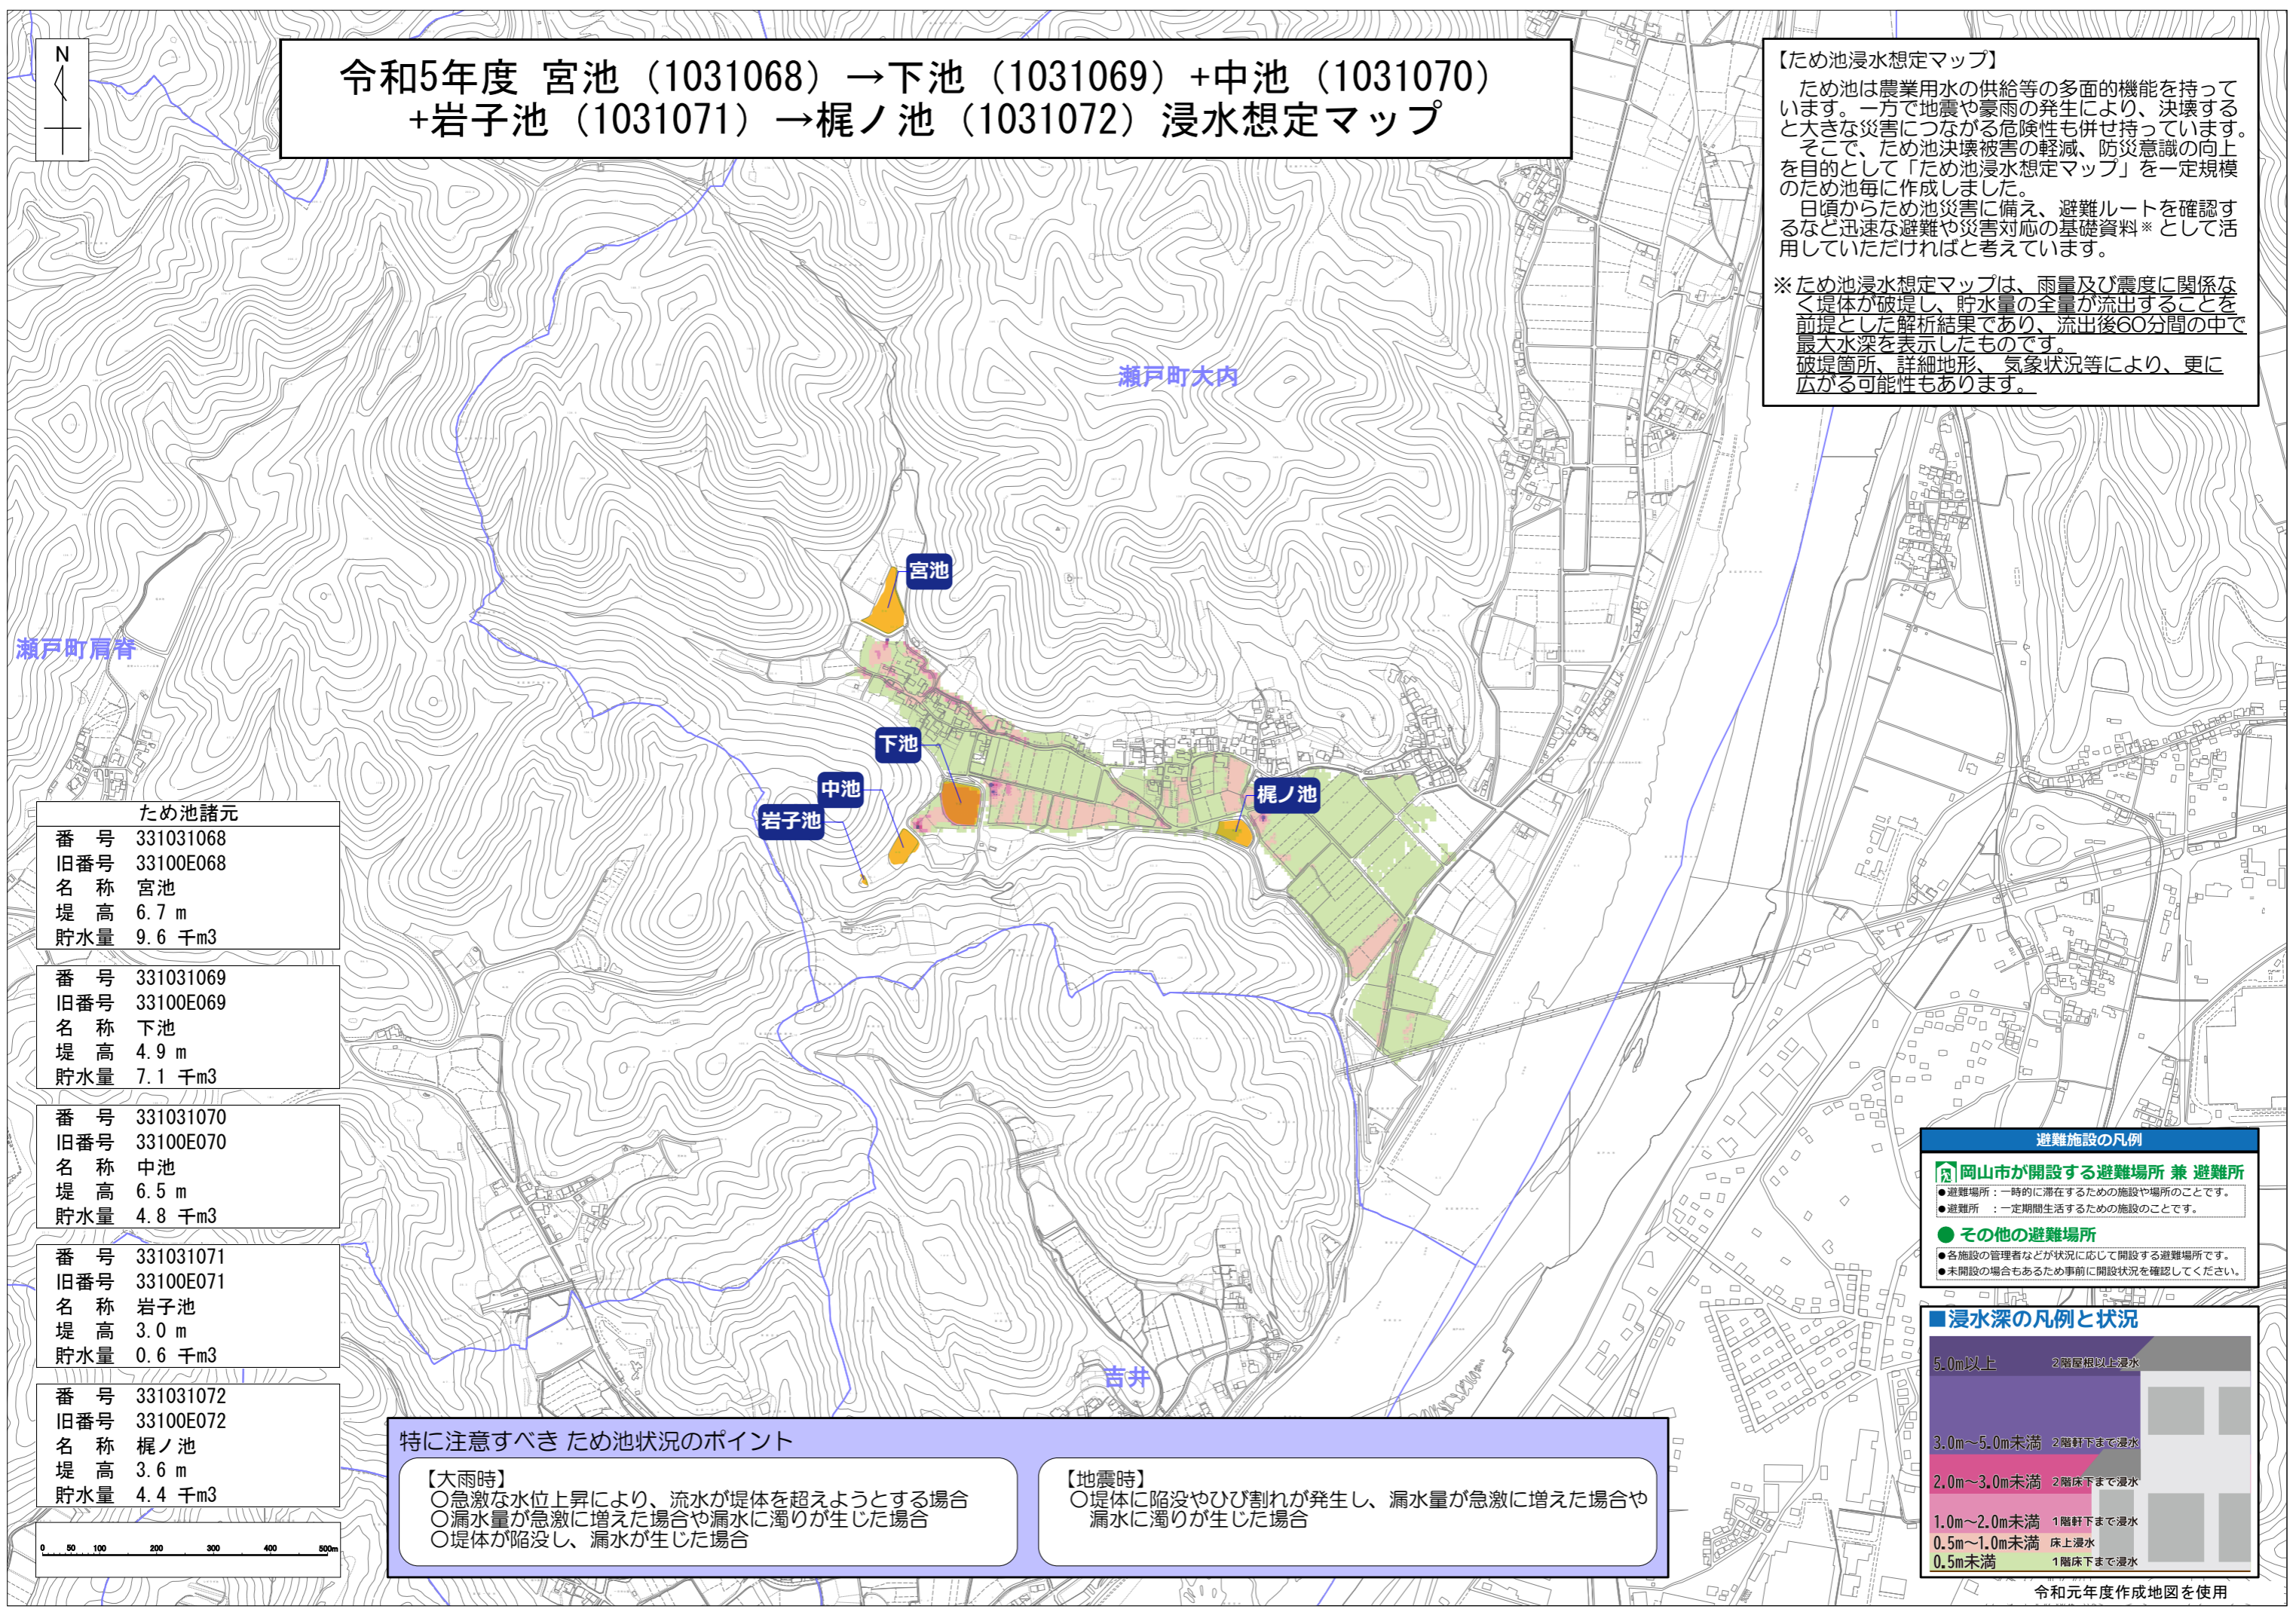 N
令和5年度 宮池（1031068）→下池（1031069）+中池（1031070）
+岩子池（1031071）→梶ノ池（1031072）浸水想定マップ
【ため池浸水想定マップ】
ため池は農業用水の供給等の多面的機能を持って
います。一方で地震や豪雨の発生により、決壊する
と大きな災害につながる危険性も併せ持っています。
そこで、ため池決壊被害の軽減、防災意識の向上
を目的として「ため池浸水想定マップ」を一定規模
のため池毎に作成しました。
日頃からため池災害に備え、避難ルートを確認す
るなど迅速な避難や災害対応の基礎資料※として活
用していただければと考えています。
※ため池浸水想定マップは、雨量及び震度に関係な
く堤体が破堤し、貯水量の全量が流出することを
前提とした解析結果であり、流出後60分間の中で
最大水深を表示したものです。
破堤箇所、詳細地形、気象状況等により、更に
広がる可能性もあります。
瀬戸町大内
宮池
瀬戸町肩脊
下池
中池
梶ノ池
岩子池
吉井
ため池諸元
番　号 331031068
旧番号 33100E068
名　称 宮池
堤　高 6.7 m
貯水量 9.6 千m3
番　号 331031069
旧番号 33100E069
名　称 下池
堤　高 4.9 m
貯水量 7.1 千m3
番　号 331031070
旧番号 33100E070
名　称 中池
堤　高 6.5 m
貯水量 4.8 千m3
番　号 331031071
旧番号 33100E071
名　称 岩子池
堤　高 3.0 m
貯水量 0.6 千m3
番　号 331031072
旧番号 33100E072
名　称 梶ノ池
堤　高 3.6 m
貯水量 4.4 千m3
0 50 100 200 300 400 500m
特に注意すべき ため池状況のポイント
【大雨時】
○急激な水位上昇により、流水が堤体を超えようとする場合
○漏水量が急激に増えた場合や漏水に濁りが生じた場合
○堤体が陥没し、漏水が生じた場合
【地震時】
○堤体に陥没やひび割れが発生し、漏水量が急激に増えた場合や
漏水に濁りが生じた場合
避難施設の凡例
岡山市が開設する避難場所 兼 避難所
●避難場所：一時的に滞在するための施設や場所のことです。
●避難所　：一定期間生活するための施設のことです。
● その他の避難場所
●各施設の管理者などが状況に応じて開設する避難場所です。
●未開設の場合もあるため事前に開設状況を確認してください。
■浸水深の凡例と状況
5.0m以上 2階屋根以上浸水
3.0m～5.0m未満 2階軒下まで浸水
2.0m～3.0m未満 2階床下まで浸水
1.0m～2.0m未満 1階軒下まで浸水
0.5m～1.0m未満 床上浸水
0.5m未満 1階床下まで浸水
令和元年度作成地図を使用